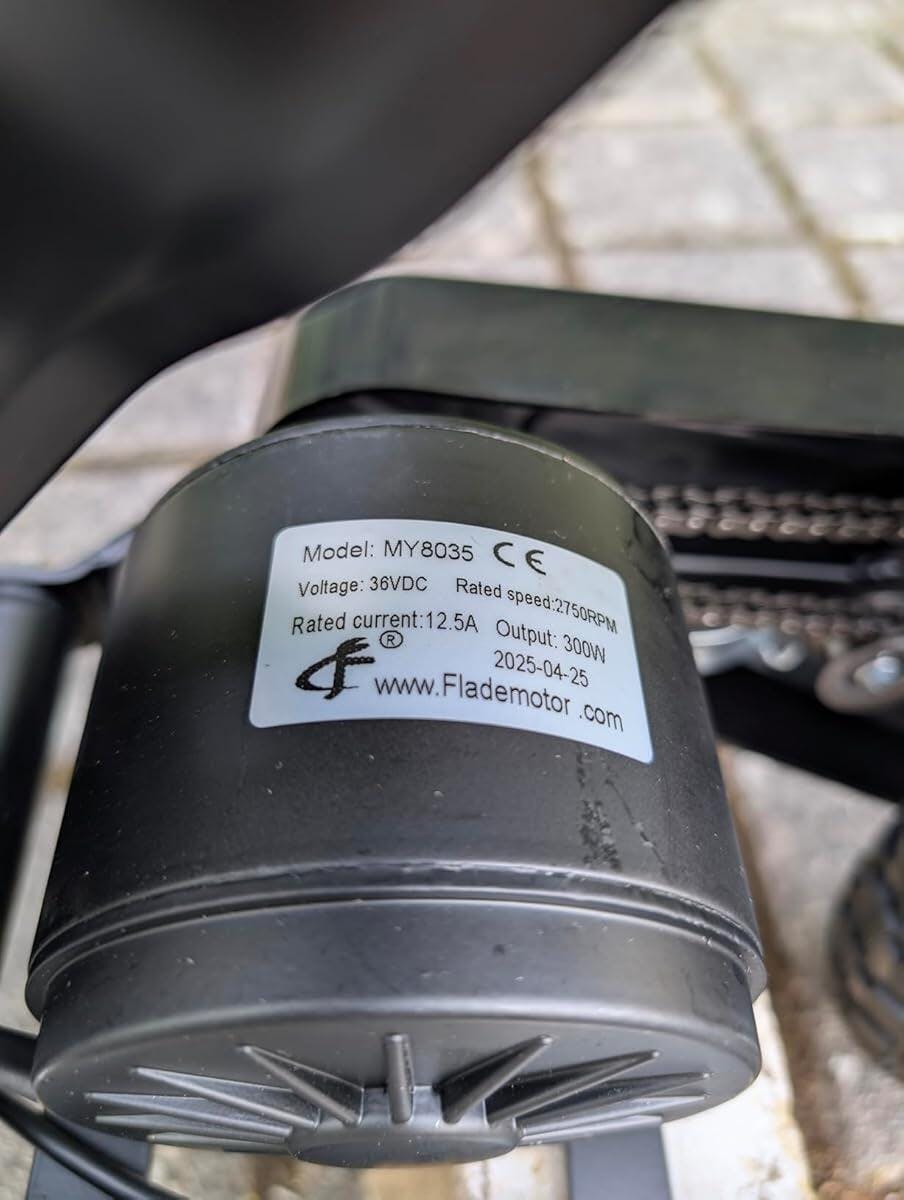 Model: MY8035 CE
Voltage: 36VDC Rated speed:2750RPM
Rated current:12.5A Output: 300W
® 2025-04-25
www.Flademotor .com